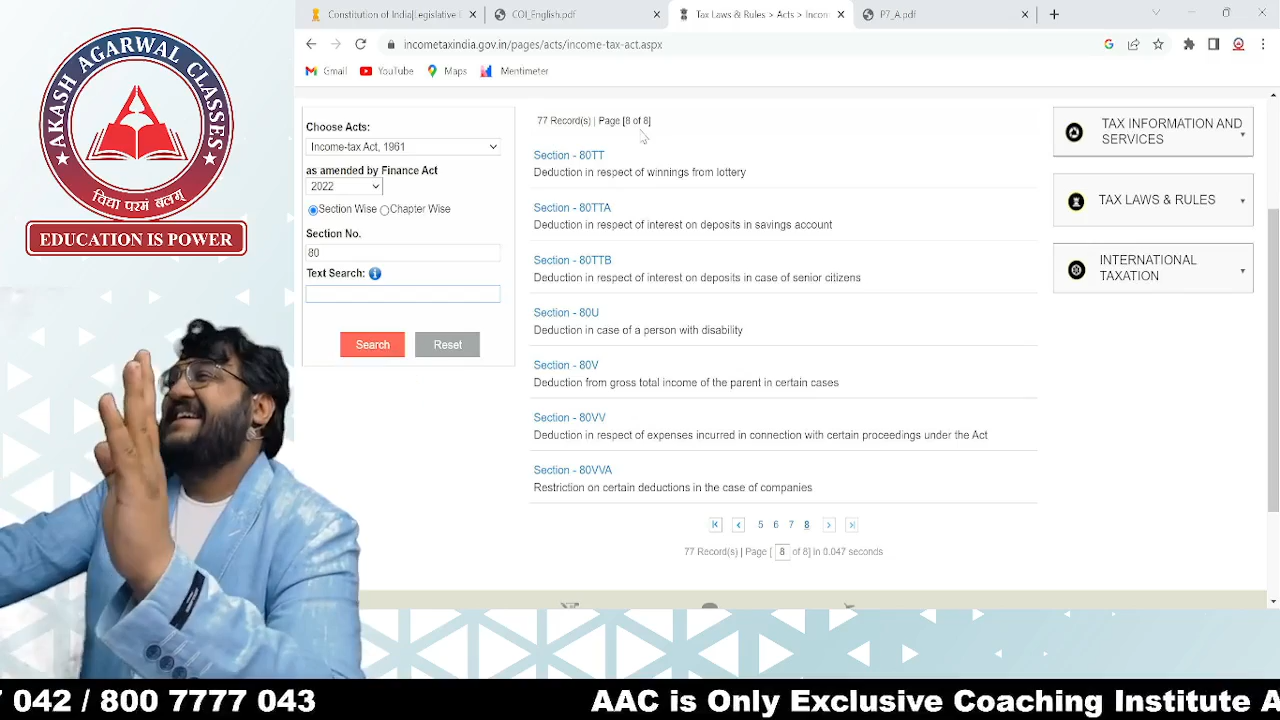 AKASH AGARWAL CLASSES
विद्या परमं बलम्
EDUCATION IS POWER
Constitution of India|Legislative I
COI_English.pdf
Tax Laws & Rules > Acts > Incom
P7_A.pdf
incometaxindia.gov.in/pages/acts/income-tax-act.aspx
Gmail
YouTube
Maps
Mentimeter
Choose Acts:
Income-tax Act, 1961
as amended by Finance Act
2022
Section Wise
Chapter Wise
Section No.
80
Text Search:
Search
Reset
77 Record(s) | Page [8 of 8]
Section - 80TT
Deduction in respect of winnings from lottery
Section - 80TTA
Deduction in respect of interest on deposits in savings account
Section - 80TTB
Deduction in respect of interest on deposits in case of senior citizens
Section - 80U
Deduction in case of a person with disability
Section - 80V
Deduction from gross total income of the parent in certain cases
Section - 80VV
Deduction in respect of expenses incurred in connection with certain proceedings under the Act
Section - 80VVA
Restriction on certain deductions in the case of companies
5 6 7 8
77 Record(s) | Page [ 8 of 8] in 0.047 seconds
TAX INFORMATION AND
SERVICES
TAX LAWS & RULES
INTERNATIONAL
TAXATION
7 042 / 800 7777 043
AAC is Only Exclusive Coaching Institute A